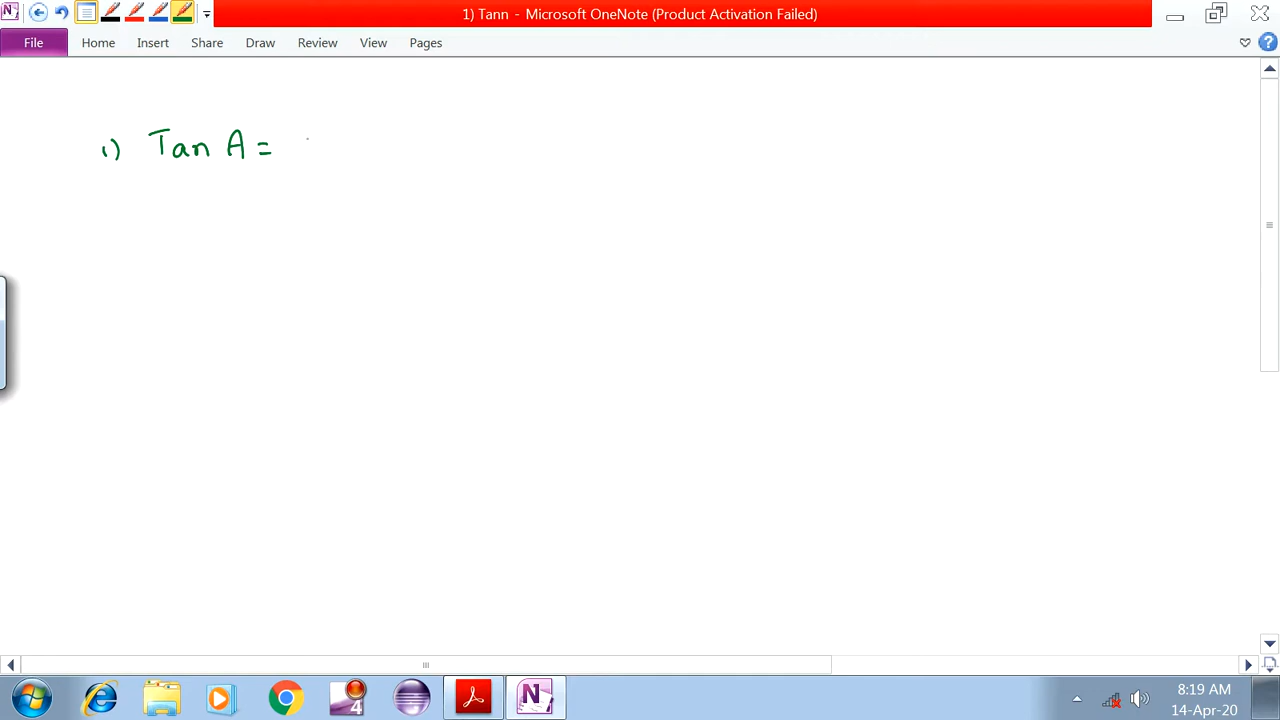 1) Tann - Microsoft OneNote (Product Activation Failed)
File Home Insert Share Draw Review View Pages
1) Tan A =
8:19 AM
14-Apr-20